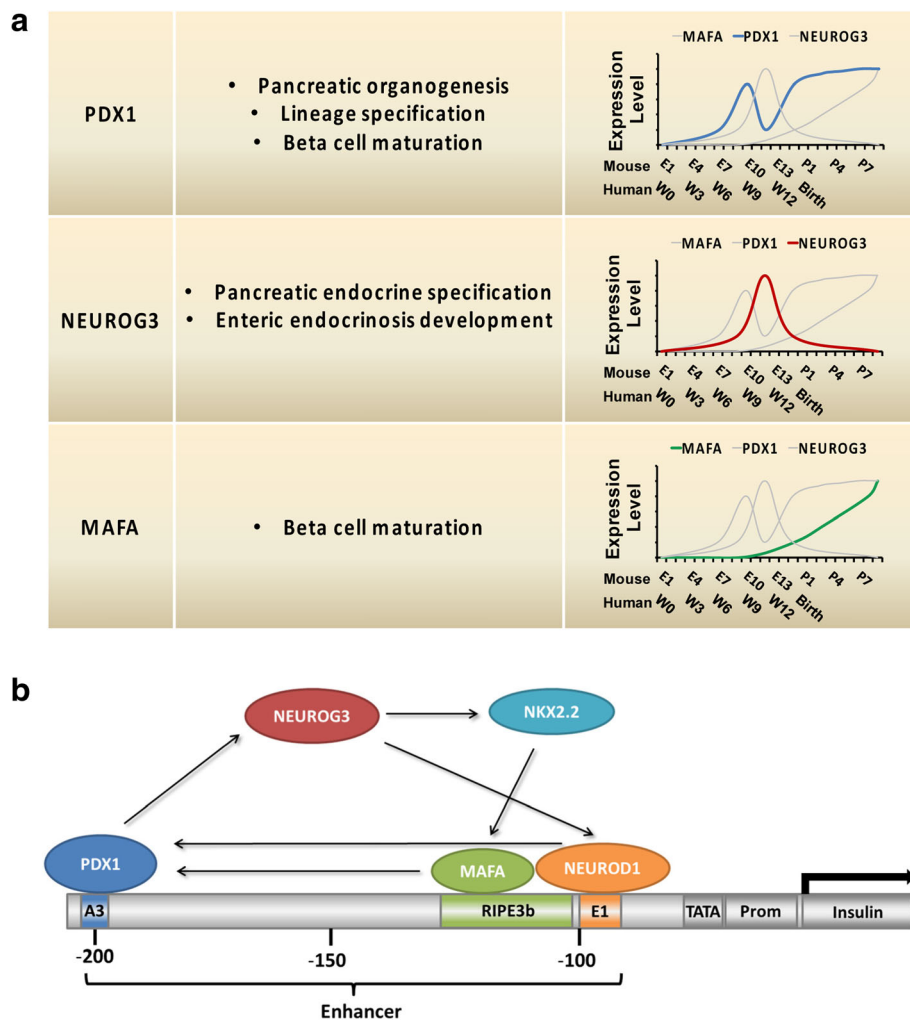 a
PDX1
• Pancreatic organogenesis
• Lineage specification
• Beta cell maturation
MAFA PDX1 NEUROG3
Expression Level
Mouse E1 E4 E7 E10 E13 P1 P4 P7
Human W0 W3 W6 W9 W12 Birth
NEUROG3
• Pancreatic endocrine specification
• Enteric endocrinosis development
MAFA PDX1 NEUROG3
Expression Level
Mouse E1 E4 E7 E10 E13 P1 P4 P7
Human W0 W3 W6 W9 W12 Birth
MAFA
• Beta cell maturation
MAFA PDX1 NEUROG3
Expression Level
Mouse E1 E4 E7 E10 E13 P1 P4 P7
Human W0 W3 W6 W9 W12 Birth
b
NEUROG3 NKX2.2
PDX1 MAFA NEUROD1
A3 RIPE3b E1 TATA Prom Insulin
-200 -150 -100
Enhancer